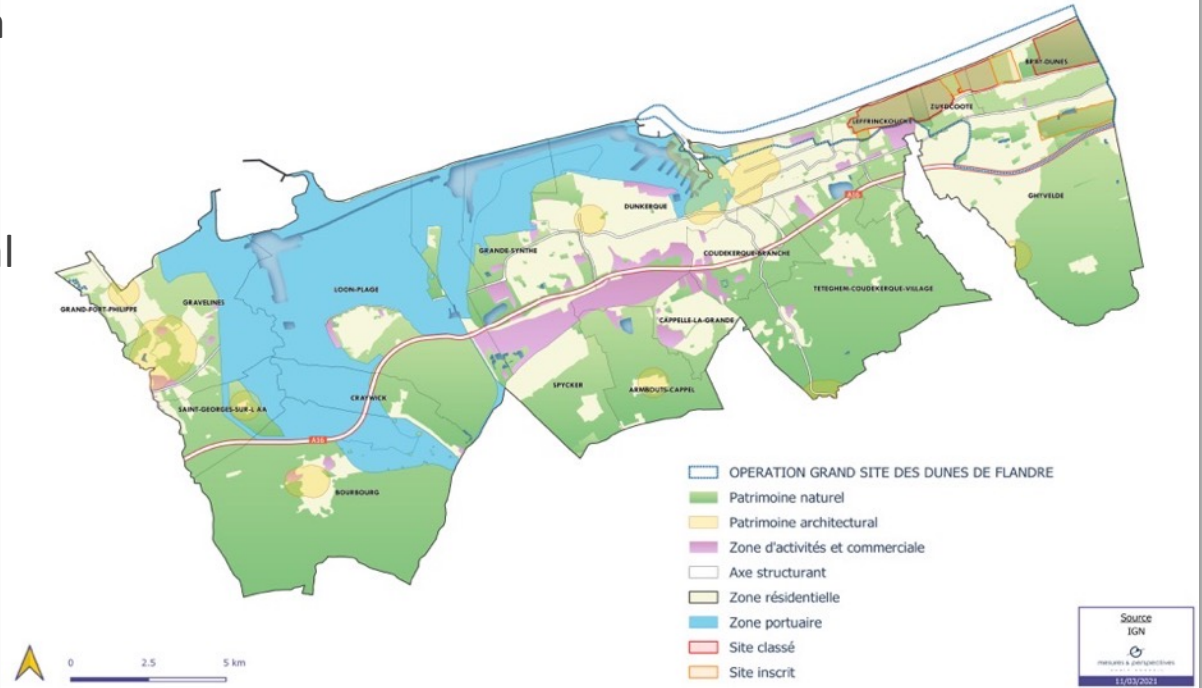 n
al
BRAY-DUNES
ZUYDCOOTE
LEFFRINCKOUCKE
GHYVELDE
DUNKERQUE
A16
GRANDE-SYNTHE
COUDEKERQUE-BRANCHE
TETEGHEM-COUDEKERQUE-VILLAGE
LOON-PLAGE
GRAVELINES
GRAND-FORT-PHILIPPE
CAPPELLE-LA-GRANDE
SPYCKER
ARMBOUTS-CAPPEL
CRAYWICK
SAINT-GEORGES-SUR-L AA
A16
BOURBOURG
OPERATION GRAND SITE DES DUNES DE FLANDRE
Patrimoine naturel
Patrimoine architectural
Zone d'activités et commerciale
Axe structurant
Zone résidentielle
Zone portuaire
Site classé
Site inscrit
0 2.5 5 km
Source
IGN
mesures & perspectives
11/03/2021